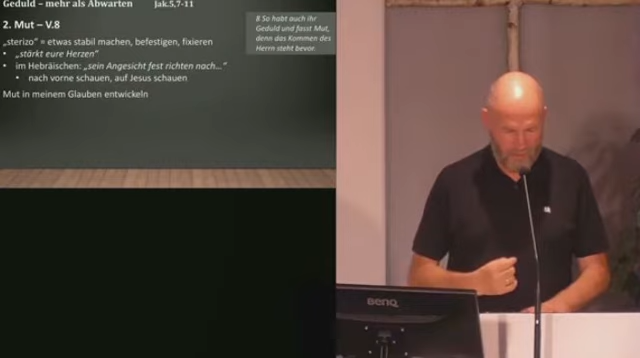 Geduld – mehr als Abwarten Jak.5,7-11
2. Mut – V.8
„sterizo“ = etwas stabil machen, befestigen, fixieren
• „stärkt eure Herzen“
• im Hebräischen: „sein Angesicht fest richten nach…“
• nach vorne schauen, auf Jesus schauen
Mut in meinem Glauben entwickeln
8 So habt auch ihr
Geduld und fasst Mut,
denn das Kommen des
Herrn steht bevor.
BenQ